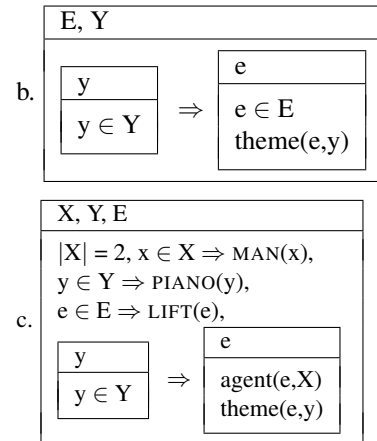 E, Y
b.
y
y ∈ Y
⇒
e
e ∈ E
theme(e,y)
X, Y, E
|X| = 2, x ∈ X ⇒ MAN(x),
y ∈ Y ⇒ PIANO(y),
e ∈ E ⇒ LIFT(e),
c.
y
y ∈ Y
⇒
e
agent(e,X)
theme(e,y)